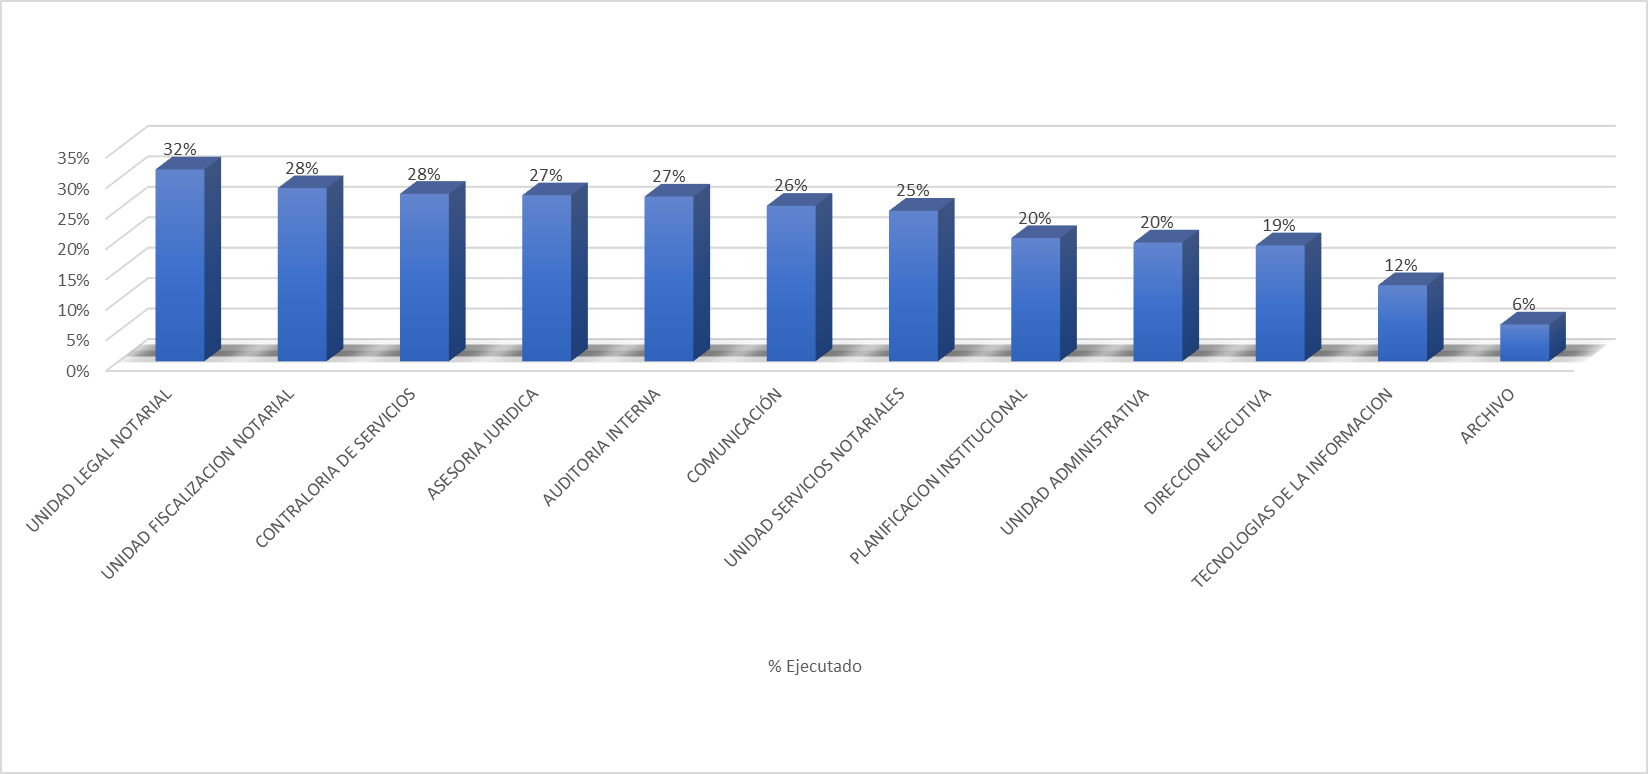 35%
30%
25%
20%
15%
10%
5%
0%
32%
28%
28%
27%
27%
26%
25%
20%
20%
19%
12%
6%
UNIDAD LEGAL NOTARIAL
UNIDAD FISCALIZACION NOTARIAL
CONTRALORIA DE SERVICIOS
ASESORIA JURIDICA
AUDITORIA INTERNA
COMUNICACIÓN
UNIDAD SERVICIOS NOTARIALES
PLANIFICACION INSTITUCIONAL
UNIDAD ADMINISTRATIVA
DIRECCION EJECUTIVA
TECNOLOGIAS DE LA INFORMACION
ARCHIVO
% Ejecutado